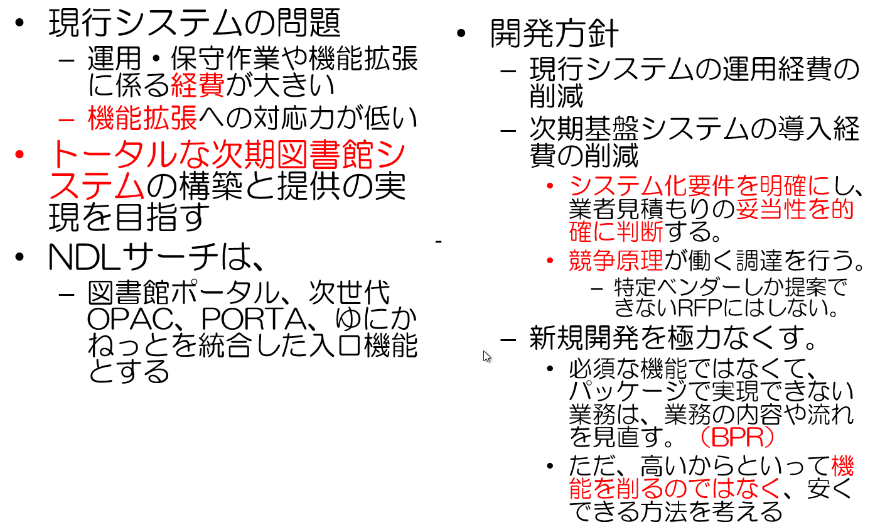 • 現行システムの問題
– 運用・保守作業や機能拡張
に係る経費が大きい
– 機能拡張への対応力が低い
• トータルな次期図書館シ
ステムの構築と提供の実
現を目指す
• NDLサーチは、
– 図書館ポータル、次世代
OPAC、PORTA、ゆにか
ねっとを統合した入口機能
とする
-
• 開発方針
– 現行システムの運用経費の
削減
– 次期基盤システムの導入経
費の削減
• システム化要件を明確にし、
業者見積もりの妥当性を的
確に判断する。
• 競争原理が働く調達を行う。
– 特定ベンダーしか提案で
きないRFPにはしない。
– 新規開発を極力なくす。
• 必須な機能ではなくて、
パッケージで実現できない
業務は、業務の内容や流れ
を見直す。（BPR）
• ただ、高いからといって機
能を削るのではなく、安く
できる方法を考える